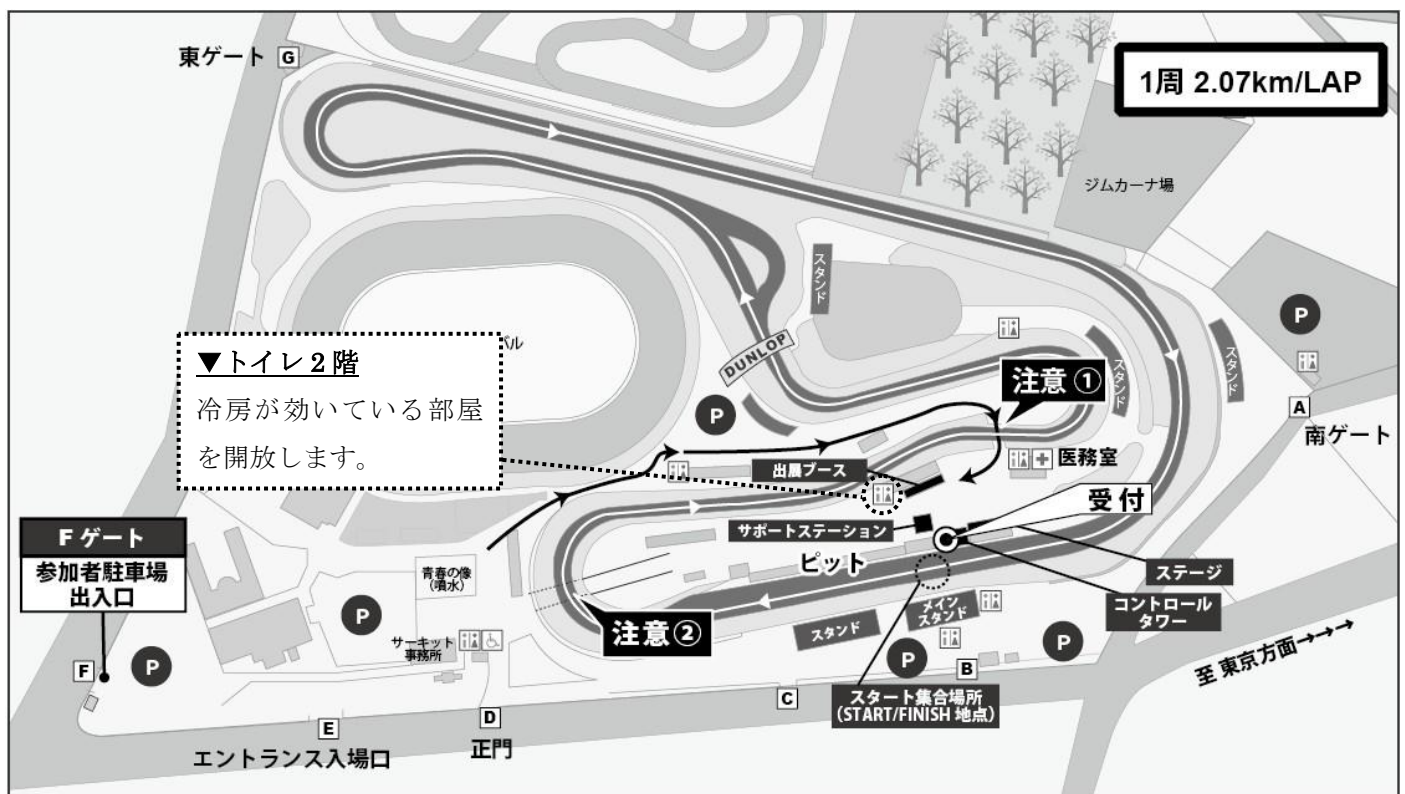 東ゲート G
1周 2.07km/LAP
ジムカーナ場
スタンド
P
バル
DUNLOP
▼トイレ2階
冷房が効いている部屋
を開放します。
スタンド
スタンド
注意①
P
A
南ゲート
医務室
出展ブース
受付
サポートステーション
ピット
ステージ
コントロール
タワー
Fゲート
参加者駐車場
出入口
青春の像
(噴水)
P
サーキット
事務所
注意②
スタンド
メイン
スタンド
P
P
至 東京方面→→→
F
P
B
スタート集合場所
(START/FINISH 地点)
C
D
正門
E
エントランス入場口